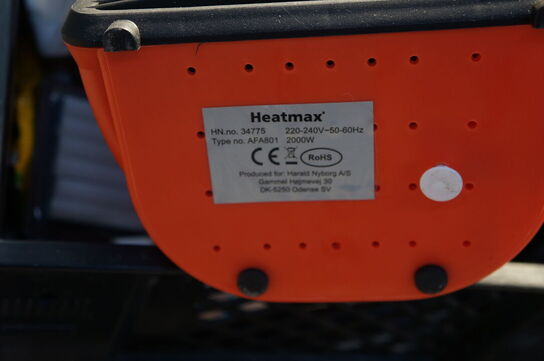 Heatmax®
HN.no. 34775 220-240V~50-60Hz
Type no. AFA801 2000W
CE RoHS
Produced for: Harald Nyborg A/S
Gammel Højmevej 30
DK-5250 Odense SV